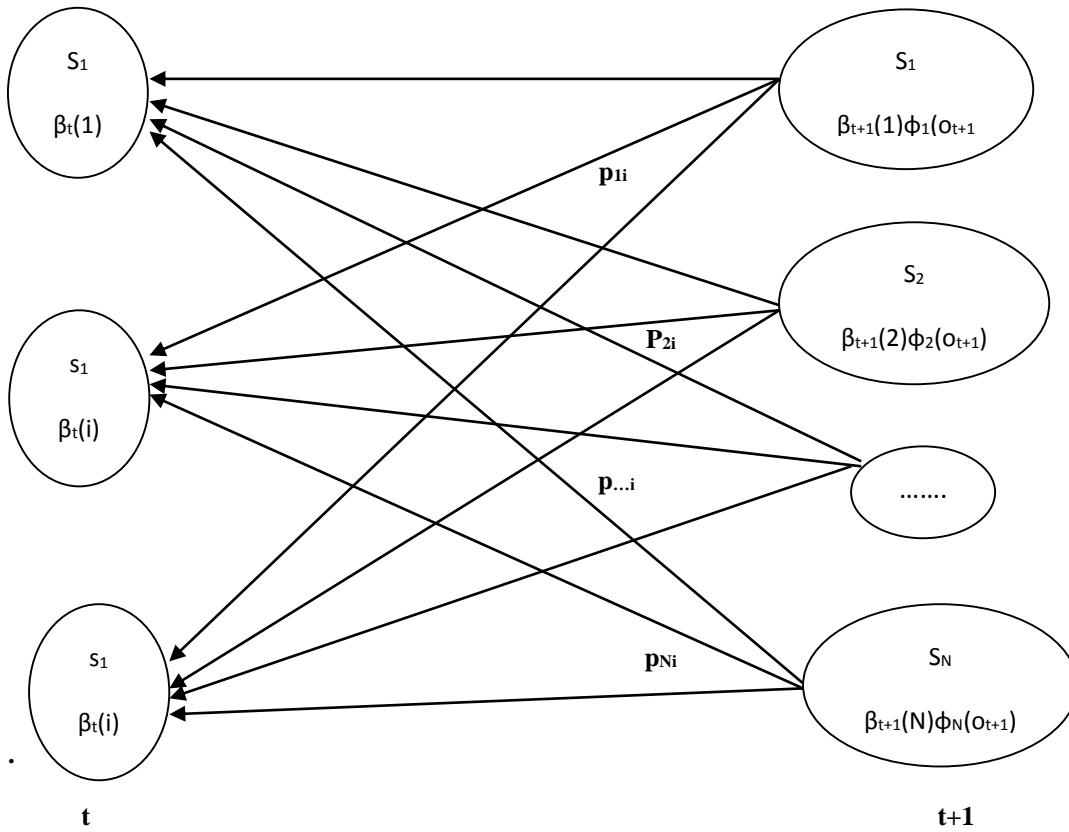 S₁
βₜ(1)
S₁
βₜ₊₁(1)ϕ₁(oₜ₊₁
p₁ᵢ
S₂
βₜ₊₁(2)ϕ₂(oₜ₊₁)
s₁
βₜ(i)
P₂ᵢ
p…ᵢ
.......
s₁
βₜ(i)
pNᵢ
SN
βₜ₊₁(N)ϕN(oₜ₊₁)
.
t
t+1